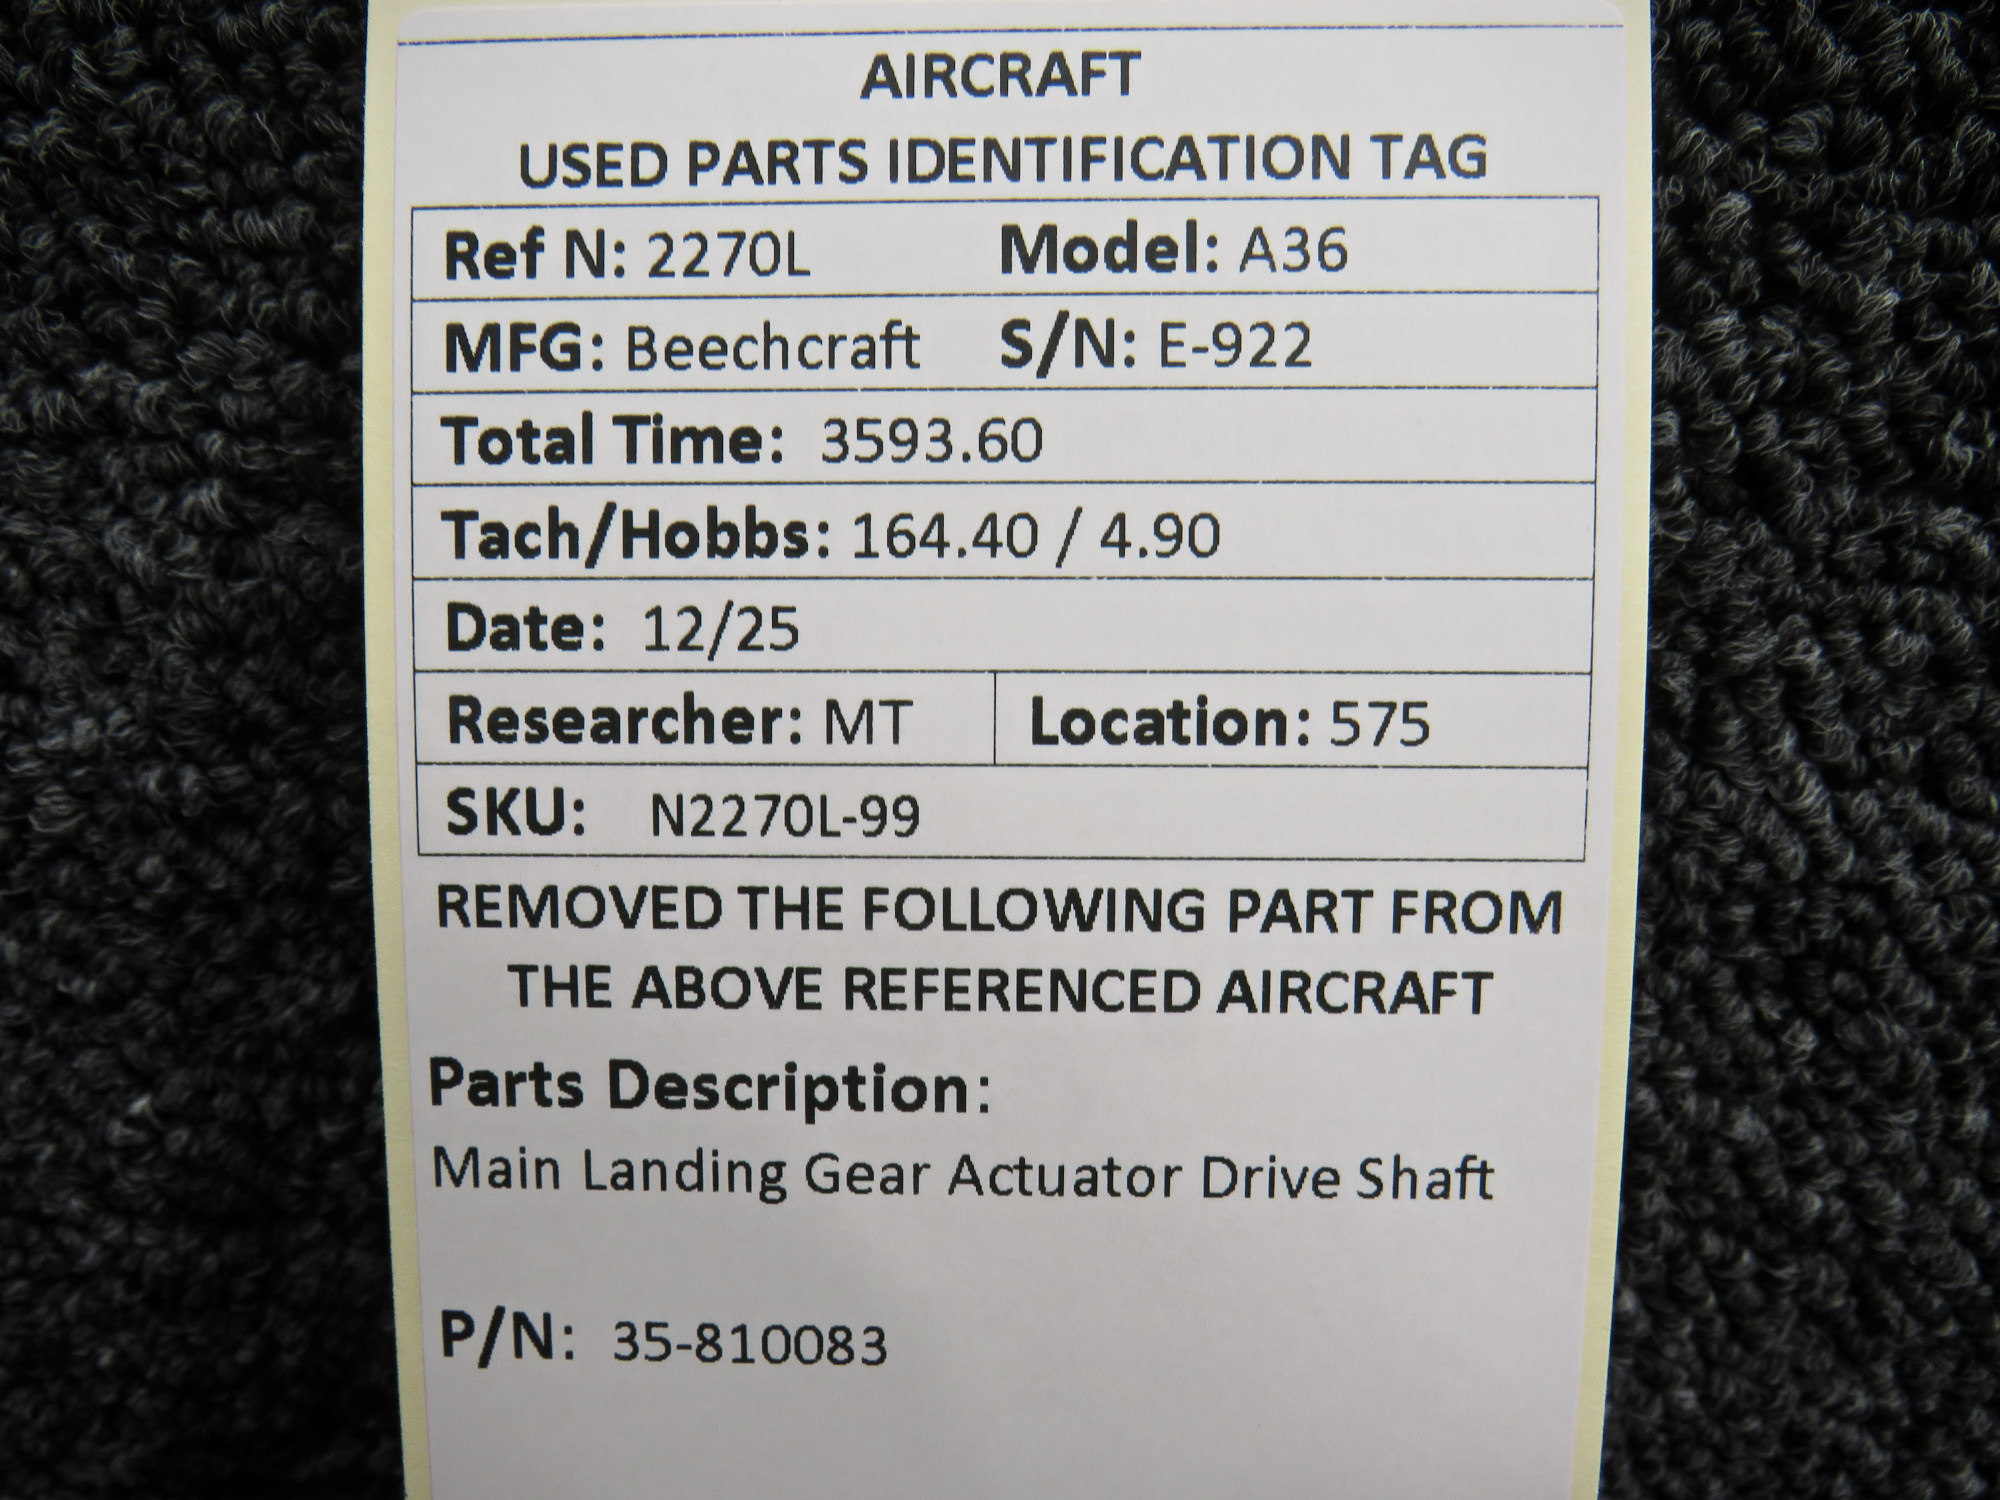 AIRCRAFT
USED PARTS IDENTIFICATION TAG
Ref N: 2270L Model: A36
MFG: Beechcraft S/N: E-922
Total Time: 3593.60
Tach/Hobbs: 164.40 / 4.90
Date: 12/25
Researcher: MT Location: 575
SKU: N2270L-99
REMOVED THE FOLLOWING PART FROM
THE ABOVE REFERENCED AIRCRAFT
Parts Description:
Main Landing Gear Actuator Drive Shaft
P/N: 35-810083